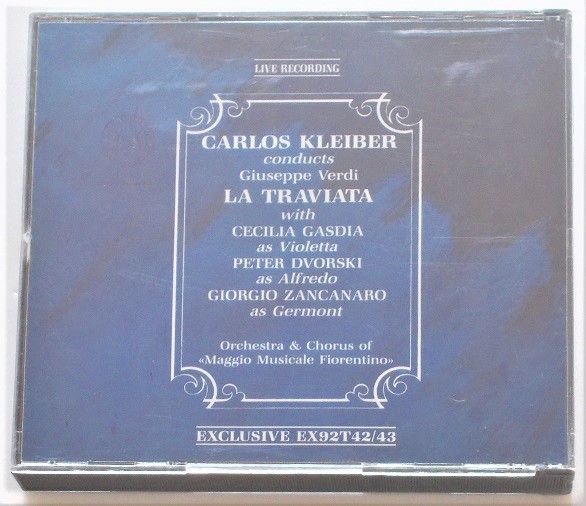 LIVE RECORDING
CARLOS KLEIBER
conducts
Giuseppe Verdi
LA TRAVIATA
with
CECILIA GASDIA
as Violetta
PETER DVORSKI
as Alfredo
GIORGIO ZANCANARO
as Germont
Orchestra & Chorus of
«Maggio Musicale Fiorentino»
EXCLUSIVE EX92T42/43